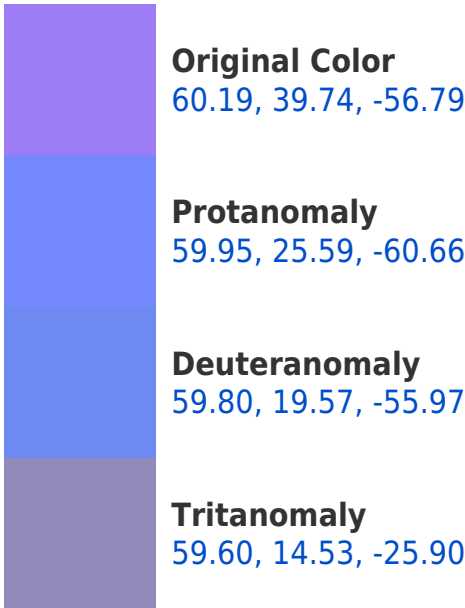 Original Color
60.19, 39.74, -56.79
Protanomaly
59.95, 25.59, -60.66
Deuteranomaly
59.80, 19.57, -55.97
Tritanomaly
59.60, 14.53, -25.90